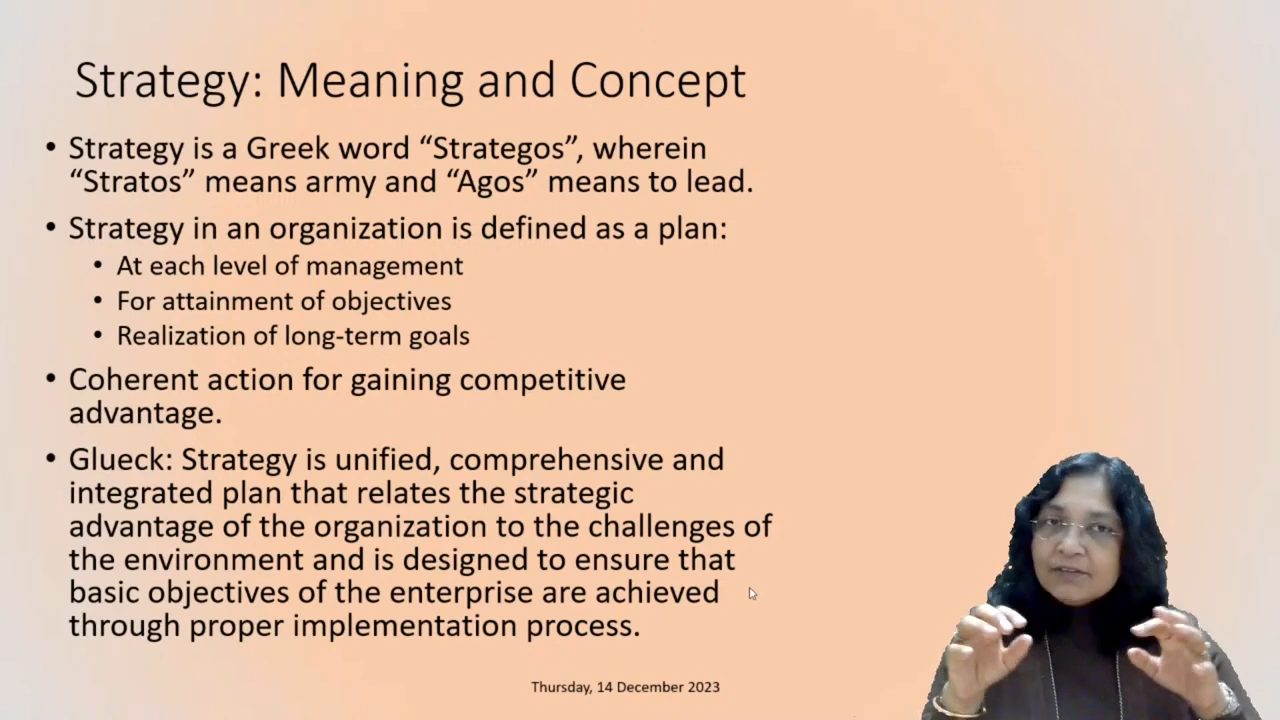 Strategy: Meaning and Concept
• Strategy is a Greek word “Strategos”, wherein
“Stratos” means army and “Agos” means to lead.
• Strategy in an organization is defined as a plan:
• At each level of management
• For attainment of objectives
• Realization of long-term goals
• Coherent action for gaining competitive
advantage.
• Glueck: Strategy is unified, comprehensive and
integrated plan that relates the strategic
advantage of the organization to the challenges of
the environment and is designed to ensure that
basic objectives of the enterprise are achieved
through proper implementation process.
Thursday, 14 December 2023